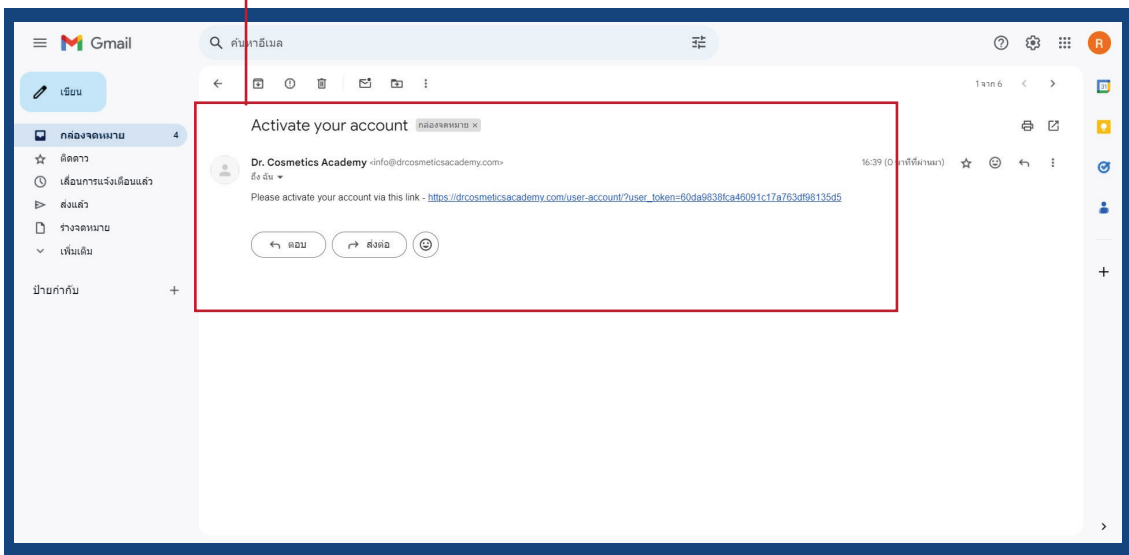 Gmail
ค้นหาอีเมล
R
เขียน
1 จาก 6
31
กล่องจดหมาย 4
ติดดาว
เลื่อนการแจ้งเตือนแล้ว
ส่งแล้ว
ร่างจดหมาย
เพิ่มเติม
ป้ายกำกับ
Activate your account กล่องจดหมาย ×
Dr. Cosmetics Academy <info@drcosmeticsacademy.com> 16:39 (0 นาทีที่ผ่านมา)
ถึง ฉัน
Please activate your account via this link - https://drcosmeticsacademy.com/user-account/?user_token=60da9838fca46091c17a763df98135d5
ตอบ ส่งต่อ